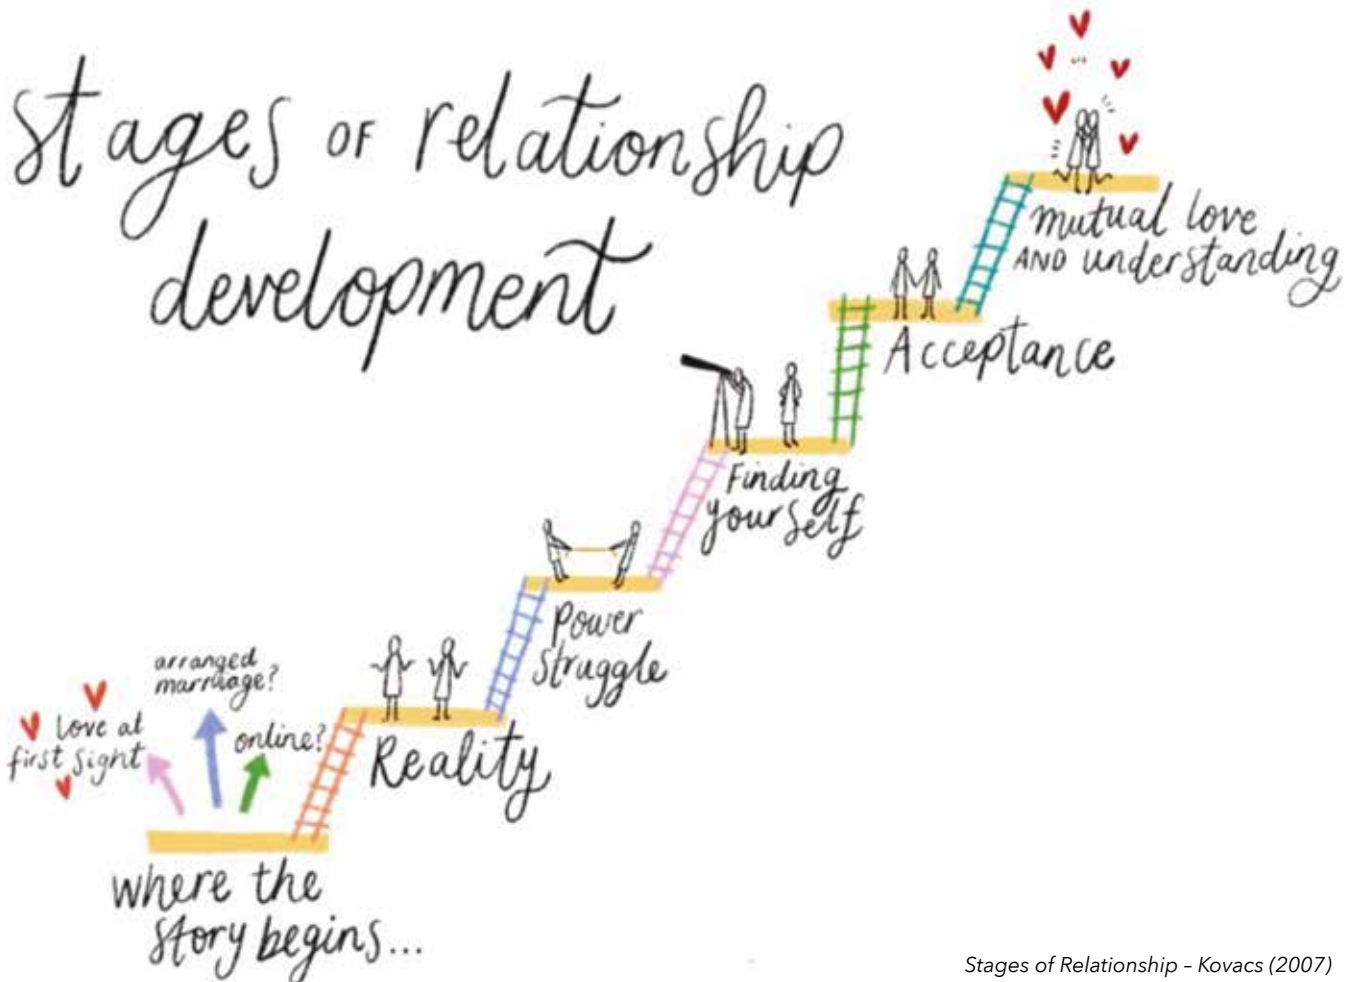 stages OF relationship
development
where the
story begins...
love at
first sight
arranged
marriage?
online?
Reality
Power
struggle
Finding
yourself
Acceptance
mutual love
AND understanding
Stages of Relationship – Kovacs (2007)